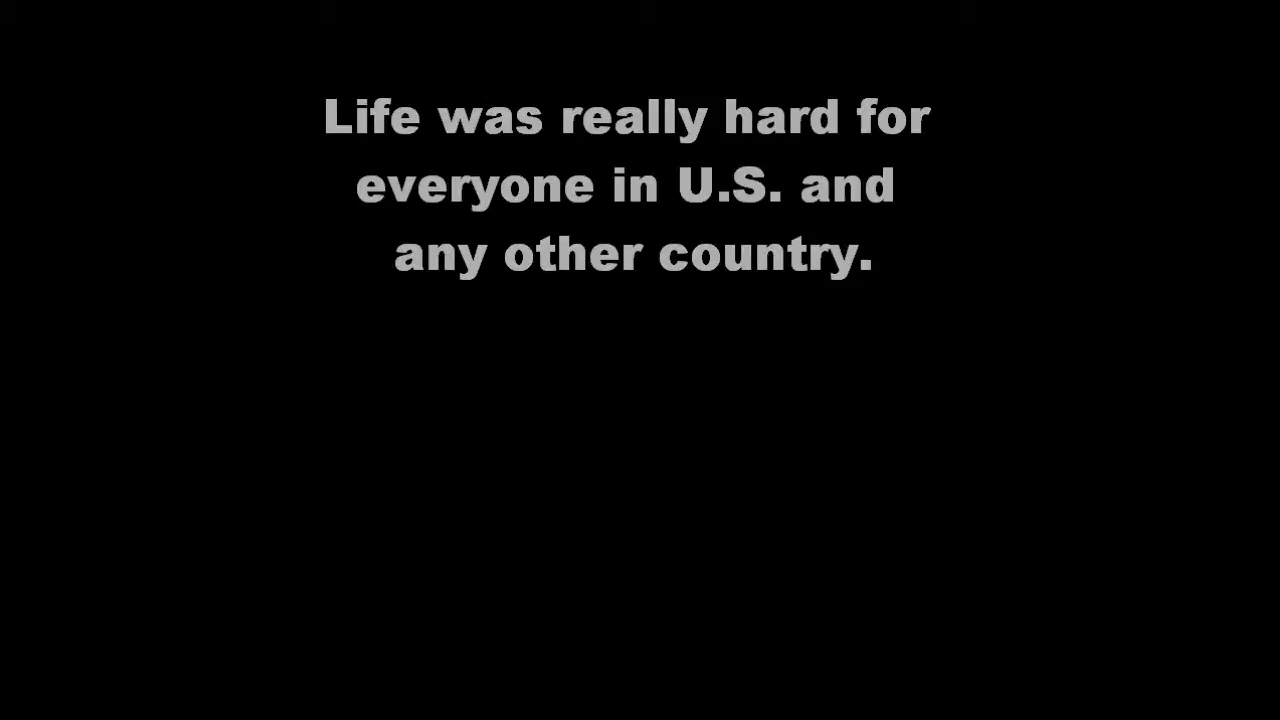 Life was really hard for
everyone in U.S. and
any other country.